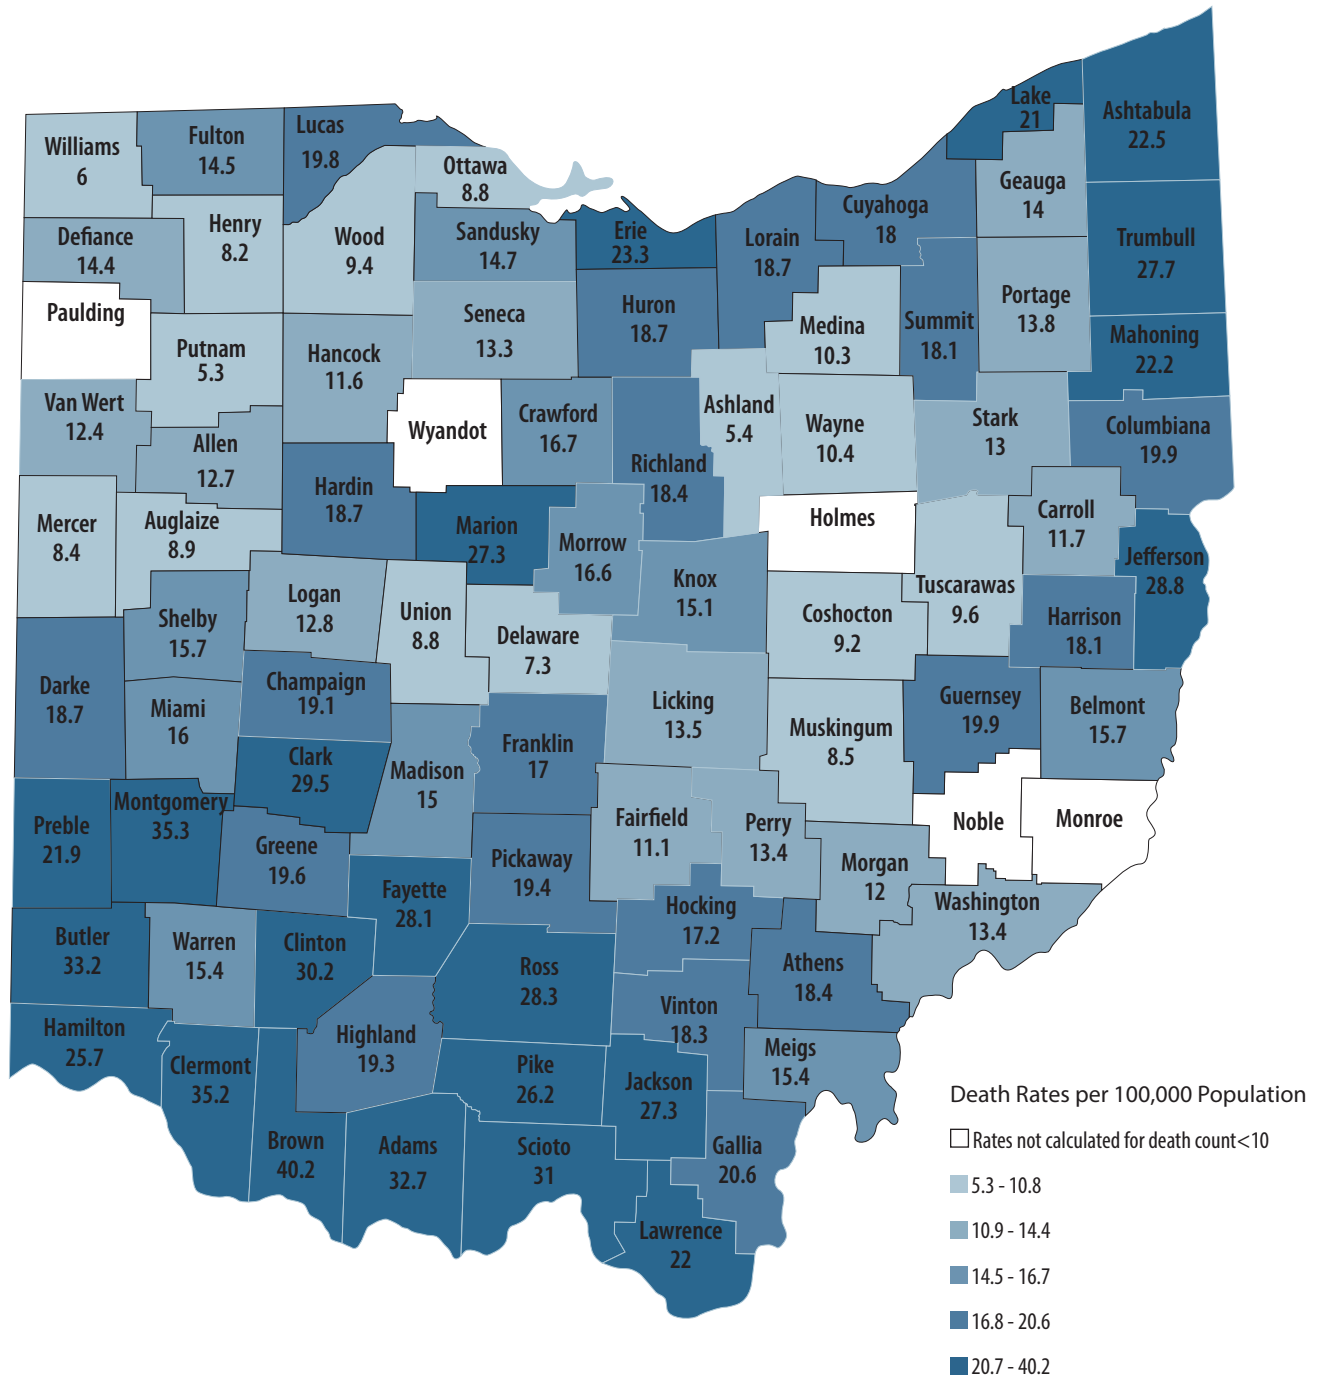 Lake
21
Ashtabula
22.5
Williams
6
Fulton
14.5
Lucas
19.8
Ottawa
8.8
Geauga
14
Henry
8.2
Wood
9.4
Cuyahoga
18
Defiance
14.4
Sandusky
14.7
Erie
23.3
Lorain
18.7
Trumbull
27.7
Paulding
Seneca
13.3
Huron
18.7
Portage
13.8
Putnam
5.3
Hancock
11.6
Medina
10.3
Summit
18.1
Mahoning
22.2
Van Wert
12.4
Allen
12.7
Wyandot
Crawford
16.7
Ashland
5.4
Wayne
10.4
Stark
13
Columbiana
19.9
Richland
18.4
Hardin
18.7
Mercer
8.4
Auglaize
8.9
Marion
27.3
Holmes
Carroll
11.7
Morrow
16.6
Jefferson
28.8
Knox
15.1
Logan
12.8
Union
8.8
Tuscarawas
9.6
Shelby
15.7
Coshocton
9.2
Harrison
18.1
Delaware
7.3
Darke
18.7
Champaign
19.1
Miami
16
Licking
13.5
Guernsey
19.9
Belmont
15.7
Muskingum
8.5
Clark
29.5
Madison
15
Franklin
17
Montgomery
35.3
Preble
21.9
Fairfield
11.1
Perry
13.4
Noble
Monroe
Greene
19.6
Pickaway
19.4
Morgan
12
Fayette
28.1
Hocking
17.2
Washington
13.4
Butler
33.2
Warren
15.4
Clinton
30.2
Ross
28.3
Athens
18.4
Vinton
18.3
Hamilton
25.7
Highland
19.3
Meigs
15.4
Clermont
35.2
Pike
26.2
Jackson
27.3
Brown
40.2
Adams
32.7
Scioto
31
Gallia
20.6
Lawrence
22
Death Rates per 100,000 Population
Rates not calculated for death count<10
5.3 - 10.8
10.9 - 14.4
14.5 - 16.7
16.8 - 20.6
20.7 - 40.2